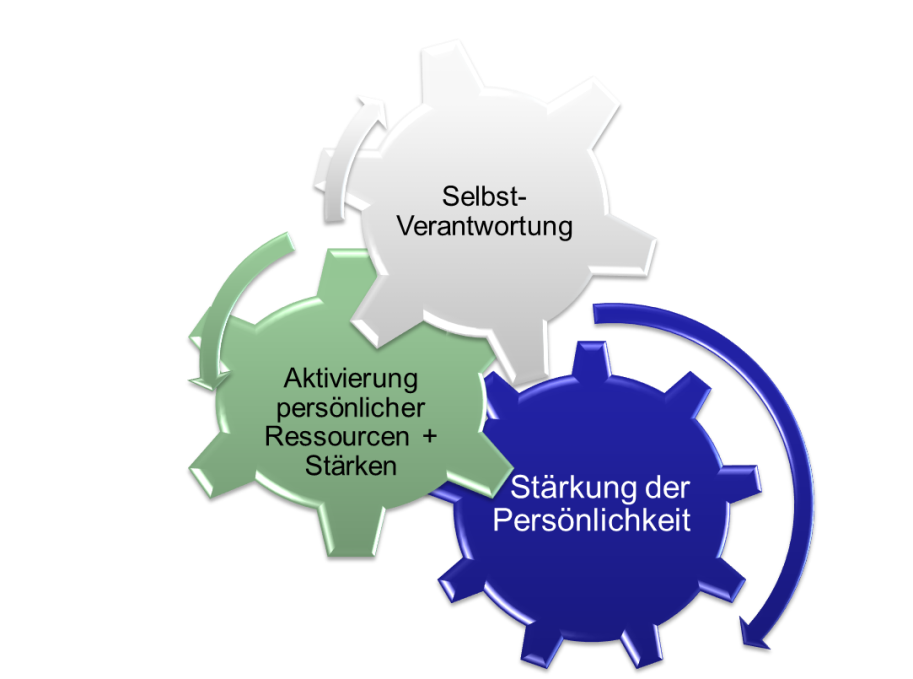 Selbst-
Verantwortung
Aktivierung
persönlicher
Ressourcen +
Stärken
Stärkung der
Persönlichkeit